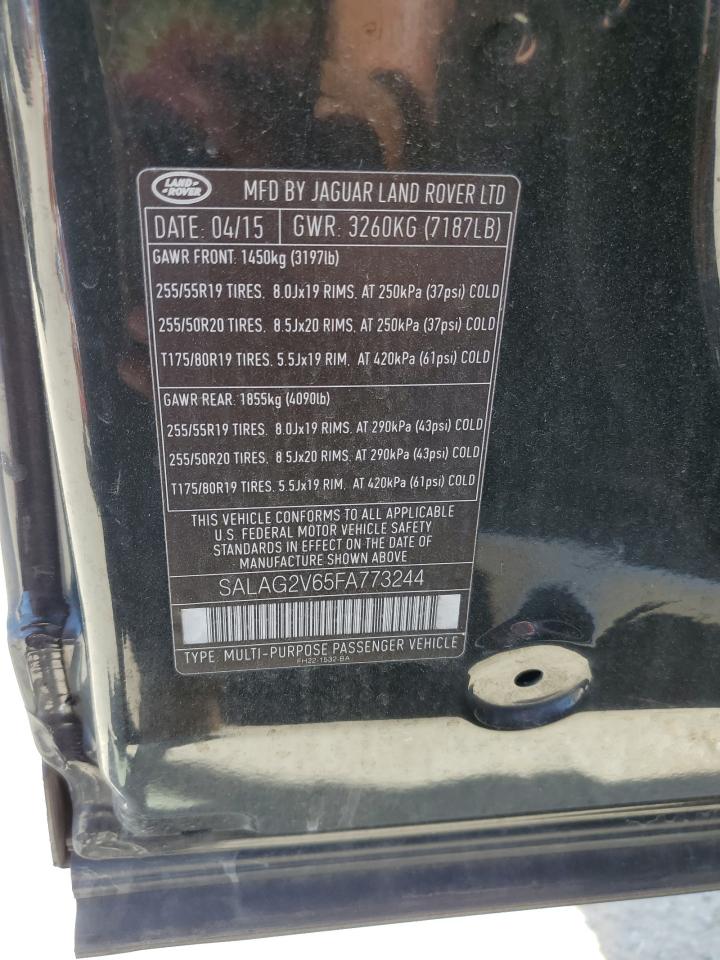 LAND ROVER MFD BY JAGUAR LAND ROVER LTD
DATE: 04/15 GWR: 3260KG (7187LB)
GAWR FRONT: 1450kg (3197lb)
255/55R19 TIRES. 8.0Jx19 RIMS. AT 250kPa (37psi) COLD
255/50R20 TIRES. 8.5Jx20 RIMS. AT 250kPa (37psi) COLD
T175/80R19 TIRES. 5.5Jx19 RIM. AT 420kPa (61psi) COLD
GAWR REAR: 1855kg (4090lb)
255/55R19 TIRES. 8.0Jx19 RIMS. AT 290kPa (43psi) COLD
255/50R20 TIRES. 8.5Jx20 RIMS. AT 290kPa (43psi) COLD
T175/80R19 TIRES. 5.5Jx19 RIM. AT 420kPa (61psi) COLD
THIS VEHICLE CONFORMS TO ALL APPLICABLE
U.S. FEDERAL MOTOR VEHICLE SAFETY
STANDARDS IN EFFECT ON THE DATE OF
MANUFACTURE SHOWN ABOVE
SALAG2V65FA773244
TYPE: MULTI-PURPOSE PASSENGER VEHICLE
FH22-1532-BA